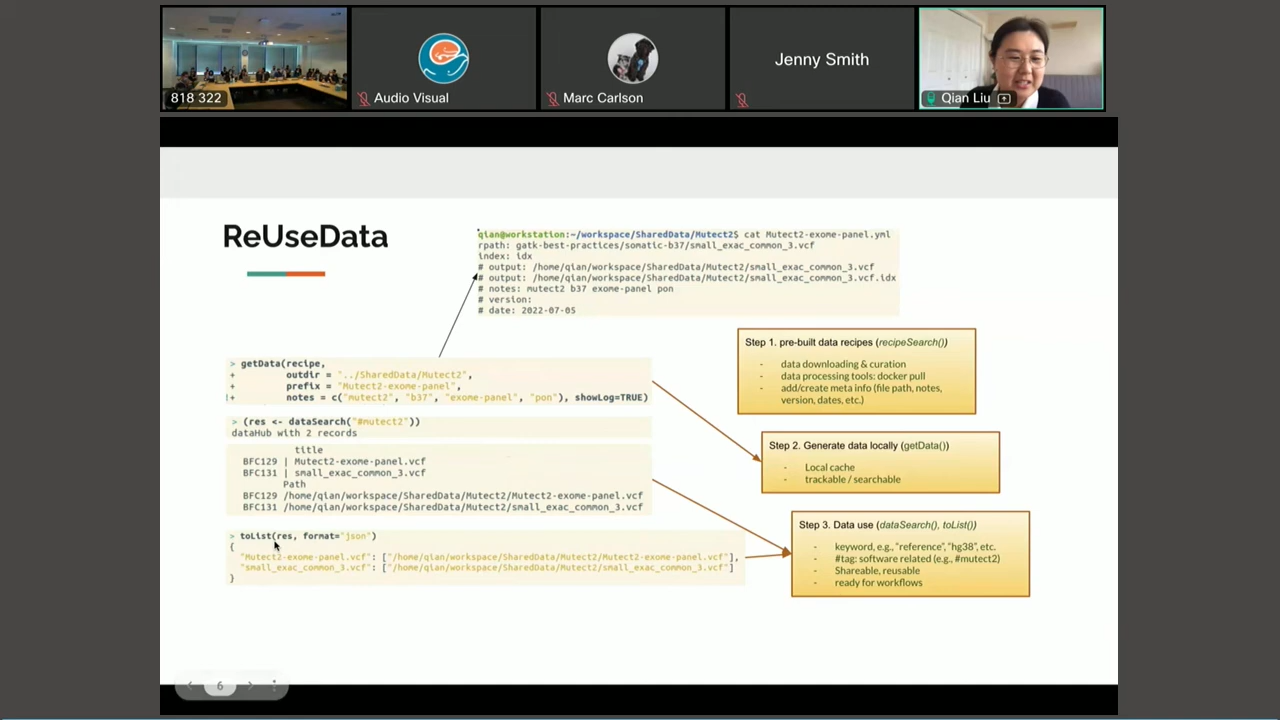 818 322
Audio Visual
Marc Carlson
Jenny Smith
Qian Liu
ReUseData
qian@workstation:~/workspace/SharedData/Mutect2$ cat Mutect2-exome-panel.yml
rpath: gatk-best-practices/somatic-b37/small_exac_common_3.vcf
index: idx
# output: /home/qian/workspace/SharedData/Mutect2/small_exac_common_3.vcf
# output: /home/qian/workspace/SharedData/Mutect2/small_exac_common_3.vcf.idx
# notes: mutect2 b37 exome-panel pon
# version:
# date: 2022-07-05
> getData(recipe,
+ outdir = "../SharedData/Mutect2",
+ prefix = "Mutect2-exome-panel",
+ notes = c("mutect2", "b37", "exome-panel", "pon"), showLog=TRUE)
> (res <- dataSearch("#mutect2"))
dataHub with 2 records
title
BFC129 | Mutect2-exome-panel.vcf
BFC131 | small_exac_common_3.vcf
Path
BFC129 /home/qian/workspace/SharedData/Mutect2/Mutect2-exome-panel.vcf
BFC131 /home/qian/workspace/SharedData/Mutect2/small_exac_common_3.vcf
> toList(res, format="json")
{
"Mutect2-exome-panel.vcf": ["/home/qian/workspace/SharedData/Mutect2/Mutect2-exome-panel.vcf"],
"small_exac_common_3.vcf": ["/home/qian/workspace/SharedData/Mutect2/small_exac_common_3.vcf"]
}
Step 1. pre-built data recipes (recipeSearch())
- data downloading & curation
- data processing tools: docker pull
- add/create meta info (file path, notes,
version, dates, etc.)
Step 2. Generate data locally (getData())
- Local cache
- trackable / searchable
Step 3. Data use (dataSearch(), toList())
- keyword, e.g., "reference", "hg38", etc.
- #tag: software related (e.g., #mutect2)
- Shareable, reusable
- ready for workflows
6